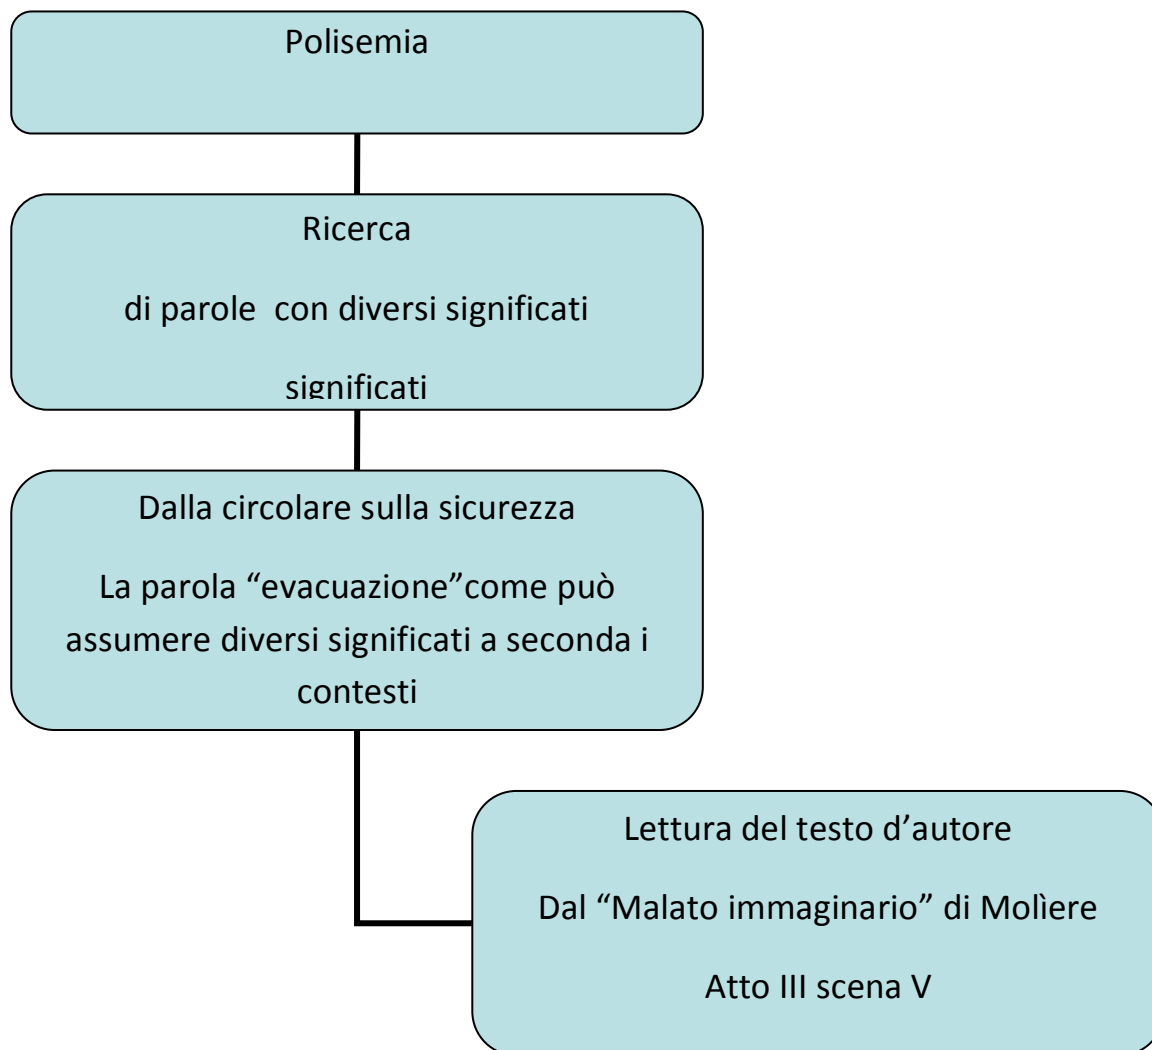 Polisemia
Ricerca
di parole  con diversi significati
significati
Dalla circolare sulla sicurezza
La parola “evacuazione”come può
assumere diversi significati a seconda i
contesti
Lettura del testo d’autore
Dal “Malato immaginario” di Molìere
Atto III scena V